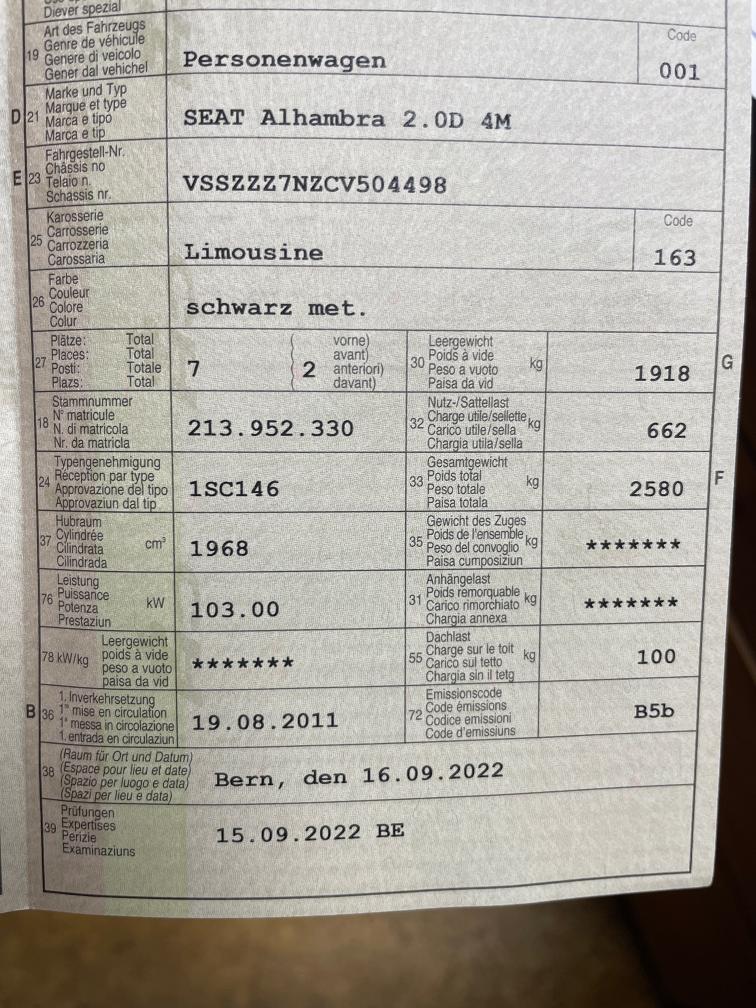 Diever spezial
19 Art des Fahrzeugs
Genre de véhicule
Genere di veicolo
Gener dal vehichel
Personenwagen
Code
001
D 21 Marke und Typ
Marque et type
Marca e tipo
Marca e tip
SEAT Alhambra 2.0D 4M
E 23 Fahrgestell-Nr.
Châssis no
Telaio n.
Schassis nr.
VSSZZZ7NZCV504498
25 Karosserie
Carrosserie
Carrozzeria
Carossaria
Limousine
Code
163
26 Farbe
Couleur
Colore
Colur
schwarz met.
27 Plätze: Total
Places: Total
Posti: Totale
Plazs: Total
7
( vorne)
avant)
2 anteriori)
( davant)
30 Leergewicht
Poids à vide
Peso a vuoto
Paisa da vid
kg
1918
G
18 Stammnummer
N° matricule
N. di matricola
Nr. da matricla
213.952.330
32 Nutz-/Sattellast
Charge utile/sellette
Carico utile/sella
Chargia utila/sella
kg
662
24 Typengenehmigung
Réception par type
Approvazione del tipo
Approvaziun dal tip
1SC146
33 Gesamtgewicht
Poids total
Peso totale
Paisa totala
kg
2580
F
37 Hubraum
Cylindrée
Cilindrata
Cilindrada
cm³
1968
35 Gewicht des Zuges
Poids de l'ensemble
Peso del convoglio
Paisa cumposiziun
kg
*******
76 Leistung
Puissance
Potenza
Prestaziun
kW
103.00
31 Anhängelast
Poids remorquable
Carico rimorchiato
Chargia annexa
kg
*******
78 kW/kg
Leergewicht
poids à vide
peso a vuoto
paisa da vid
*******
55 Dachlast
Charge sur le toit
Carico sul tetto
Chargia sin il tetg
kg
100
B 36 1. Inverkehrsetzung
1re mise en circulation
1a messa in circolazione
1. entrada en circulaziun
19.08.2011
72 Emissionscode
Code émissions
Codice emissioni
Code d'emissiuns
B5b
38 (Raum für Ort und Datum)
(Espace pour lieu et date)
(Spazio per luogo e data)
(Spazi per lieu e data)
Bern, den 16.09.2022
39 Prüfungen
Expertises
Perizie
Examinaziuns
15.09.2022 BE